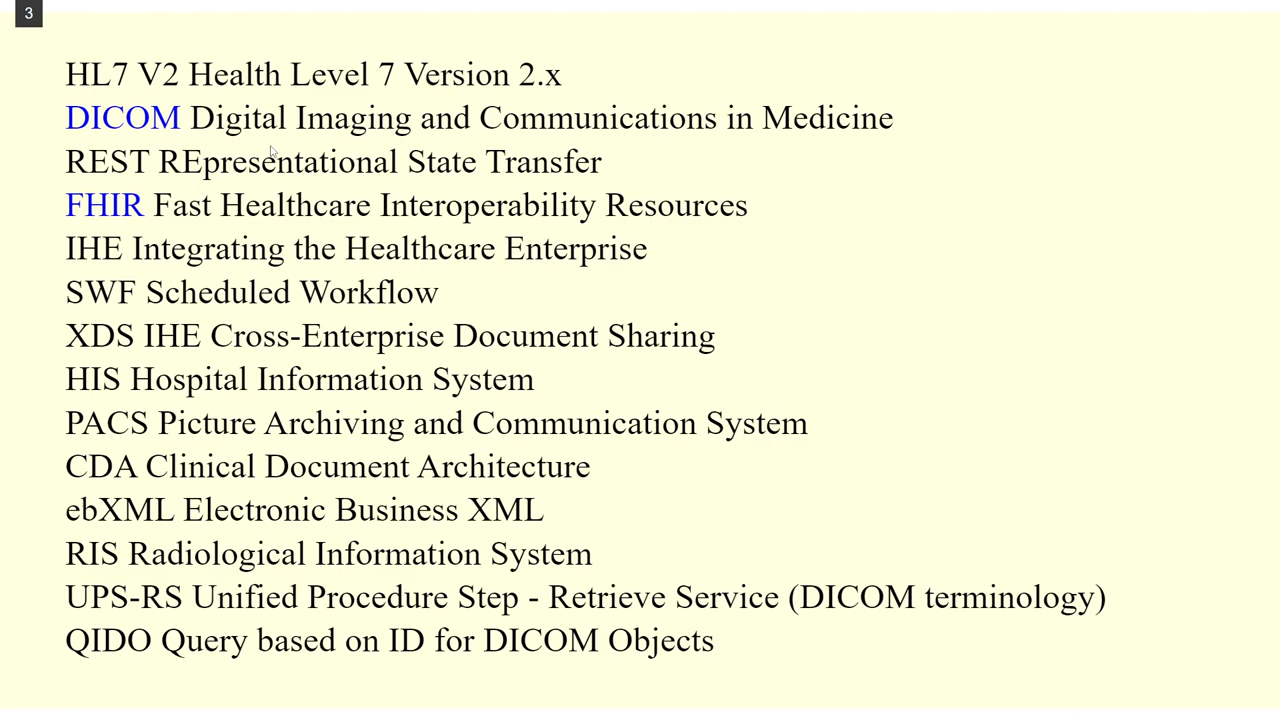 3
HL7 V2 Health Level 7 Version 2.x
DICOM Digital Imaging and Communications in Medicine
REST REpresentational State Transfer
FHIR Fast Healthcare Interoperability Resources
IHE Integrating the Healthcare Enterprise
SWF Scheduled Workflow
XDS IHE Cross-Enterprise Document Sharing
HIS Hospital Information System
PACS Picture Archiving and Communication System
CDA Clinical Document Architecture
ebXML Electronic Business XML
RIS Radiological Information System
UPS-RS Unified Procedure Step - Retrieve Service (DICOM terminology)
QIDO Query based on ID for DICOM Objects